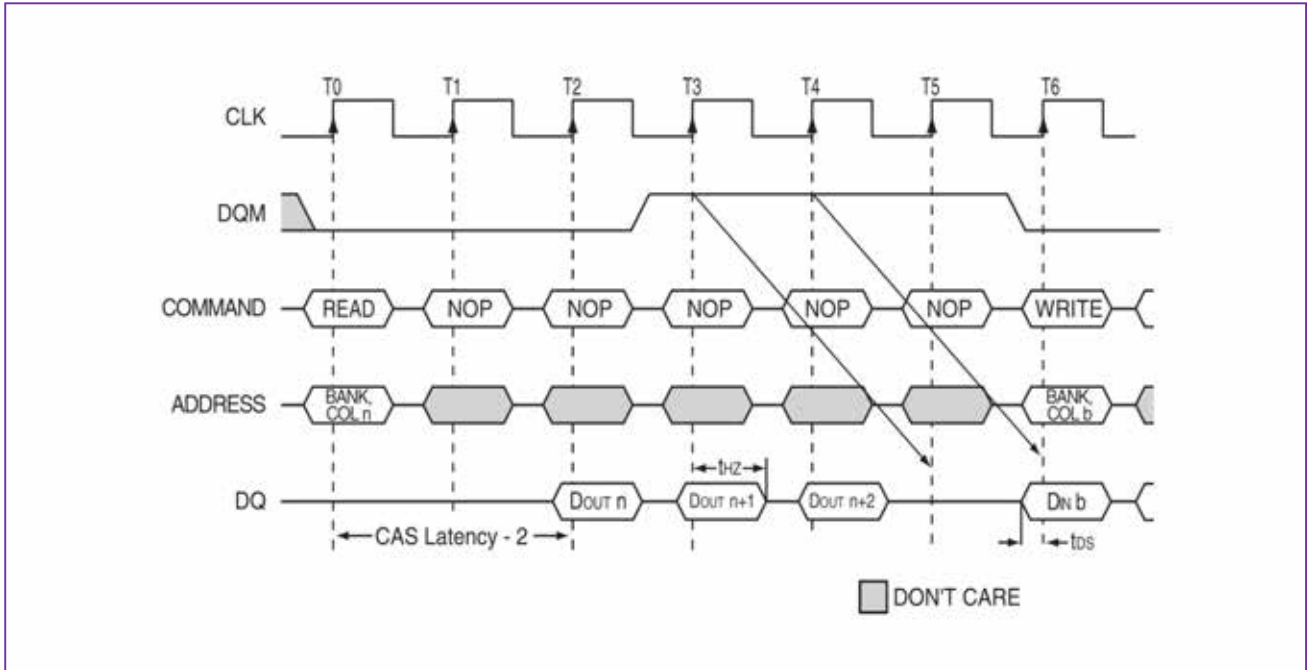 T0 T1 T2 T3 T4 T5 T6
CLK
DQM
COMMAND READ NOP NOP NOP NOP NOP WRITE
ADDRESS BANK, COL n BANK, COL b
tHZ
DQ DOUT n DOUT n+1 DOUT n+2 DIN b
CAS Latency - 2 tDS
DON'T CARE